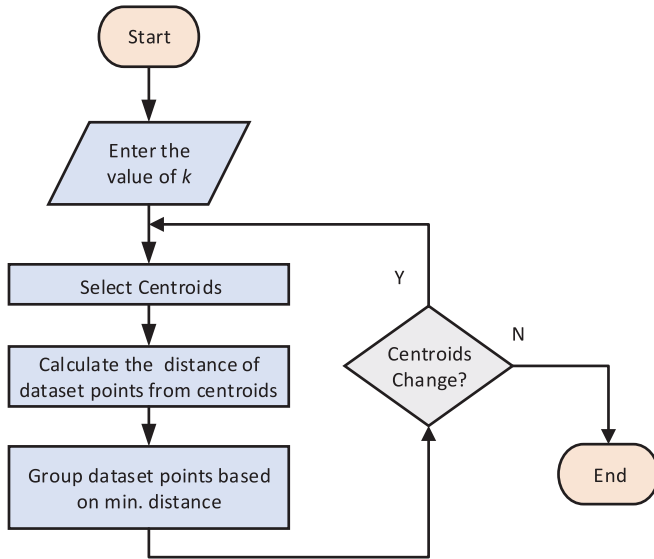 Start
Enter the
value of k
Select Centroids
Calculate the distance of
dataset points from centroids
Group dataset points based
on min. distance
Y
Centroids
Change?
N
End